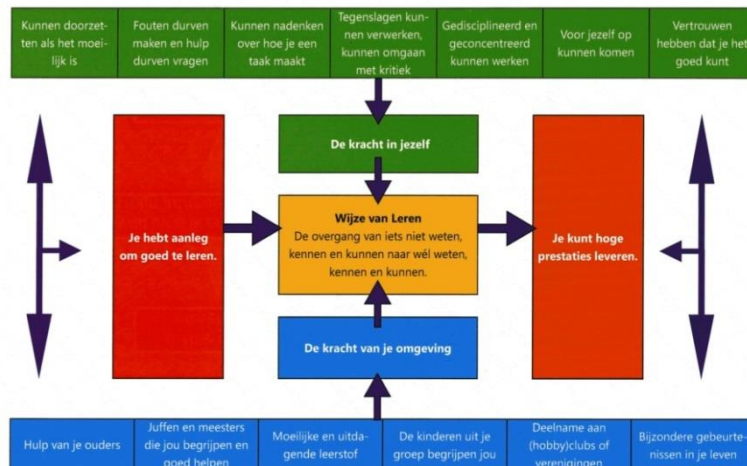 Kunnen doorzet-
ten als het moei-
lijk is
Fouten durven
maken en hulp
durven vragen
Kunnen nadenken
over hoe je een
taak maakt
Tegenslagen kun-
nen verwerken,
kunnen omgaan
met kritiek
Gedisciplineerd en
geconcentreerd
kunnen werken
Voor jezelf op
kunnen komen
Vertrouwen
hebben dat je het
goed kunt
De kracht in jezelf
Je hebt aanleg
om goed te leren.
Wijze van Leren
De overgang van iets niet weten,
kennen en kunnen naar wél weten,
kennen en kunnen.
Je kunt hoge
prestaties leveren.
De kracht van je omgeving
Hulp van je ouders
Juffen en meesters
die jou begrijpen en
goed helpen
Moeilijke en uitda-
gende leerstof
De kinderen uit je
groep begrijpen jou
Deelname aan
(hobby)clubs of
verenigingen
Bijzondere gebeurte-
nissen in je leven